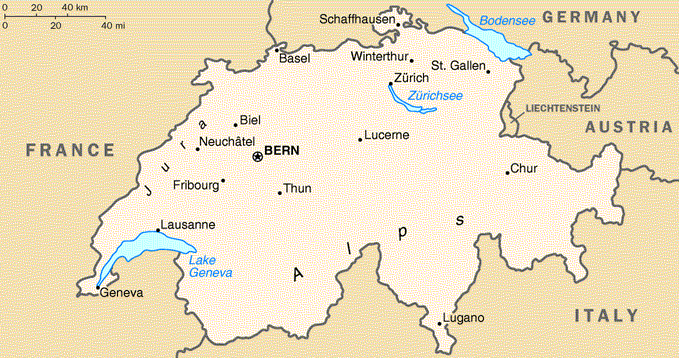 0 20 40 km
0 20 40 mi
Schaffhausen
Bodensee
GERMANY
Basel
Winterthur
St. Gallen
Zürich
Zürichsee
LIECHTENSTEIN
AUSTRIA
Biel
Jura
Neuchâtel
Lucerne
FRANCE
BERN
Chur
Fribourg
Thun
Lausanne
Alps
Lake
Geneva
Geneva
Lugano
ITALY